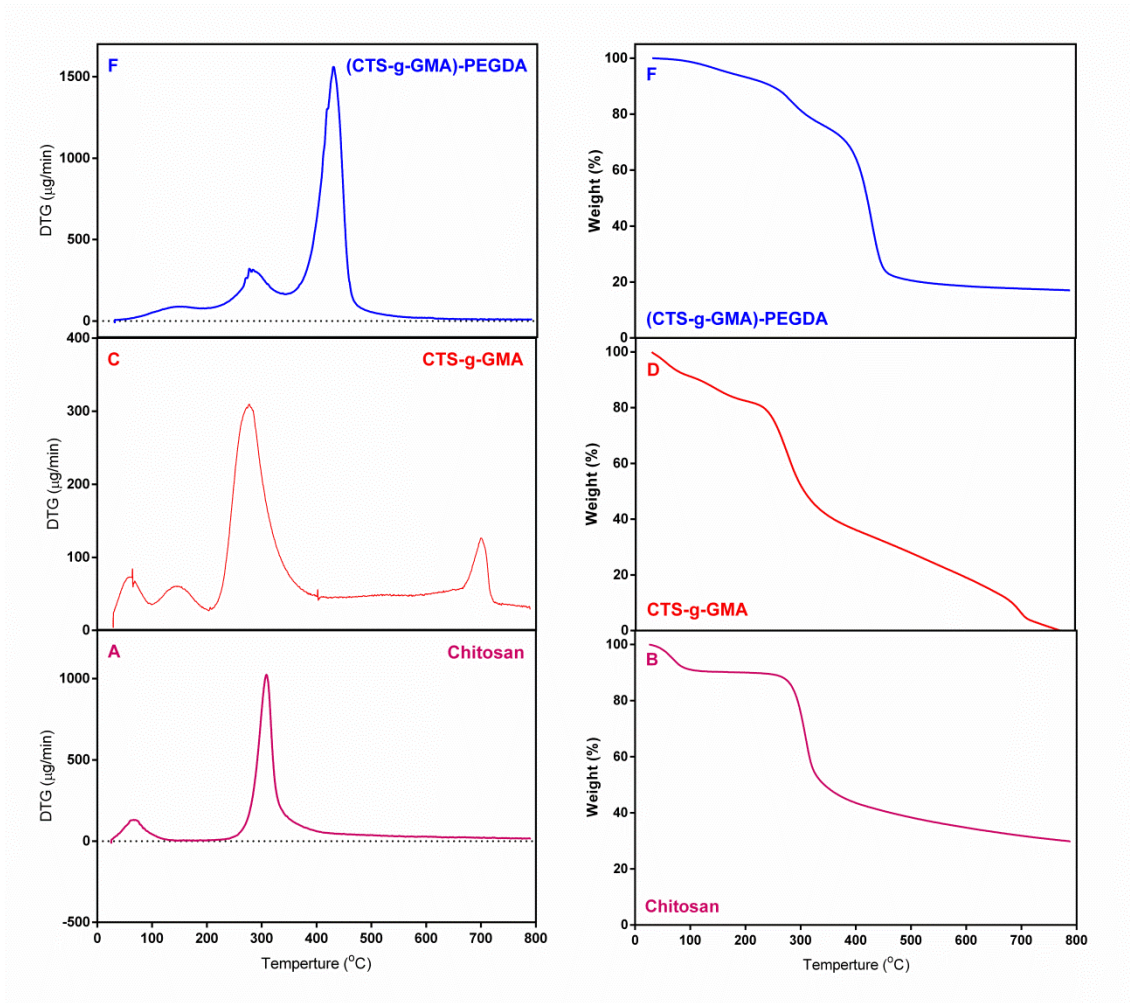 F (CTS-g-GMA)-PEGDA
1500
1000
500
0
DTG (µg/min)
F
100
80
60
40
20
0
Weight (%)
(CTS-g-GMA)-PEGDA
C CTS-g-GMA
400
300
200
100
0
DTG (µg/min)
D
100
80
60
40
20
0
Weight (%)
CTS-g-GMA
A Chitosan
1000
500
0
-500
DTG (µg/min)
0 100 200 300 400 500 600 700 800
Temperture (°C)
B
100
80
60
40
20
0
Weight (%)
Chitosan
0 100 200 300 400 500 600 700 800
Temperture (°C)